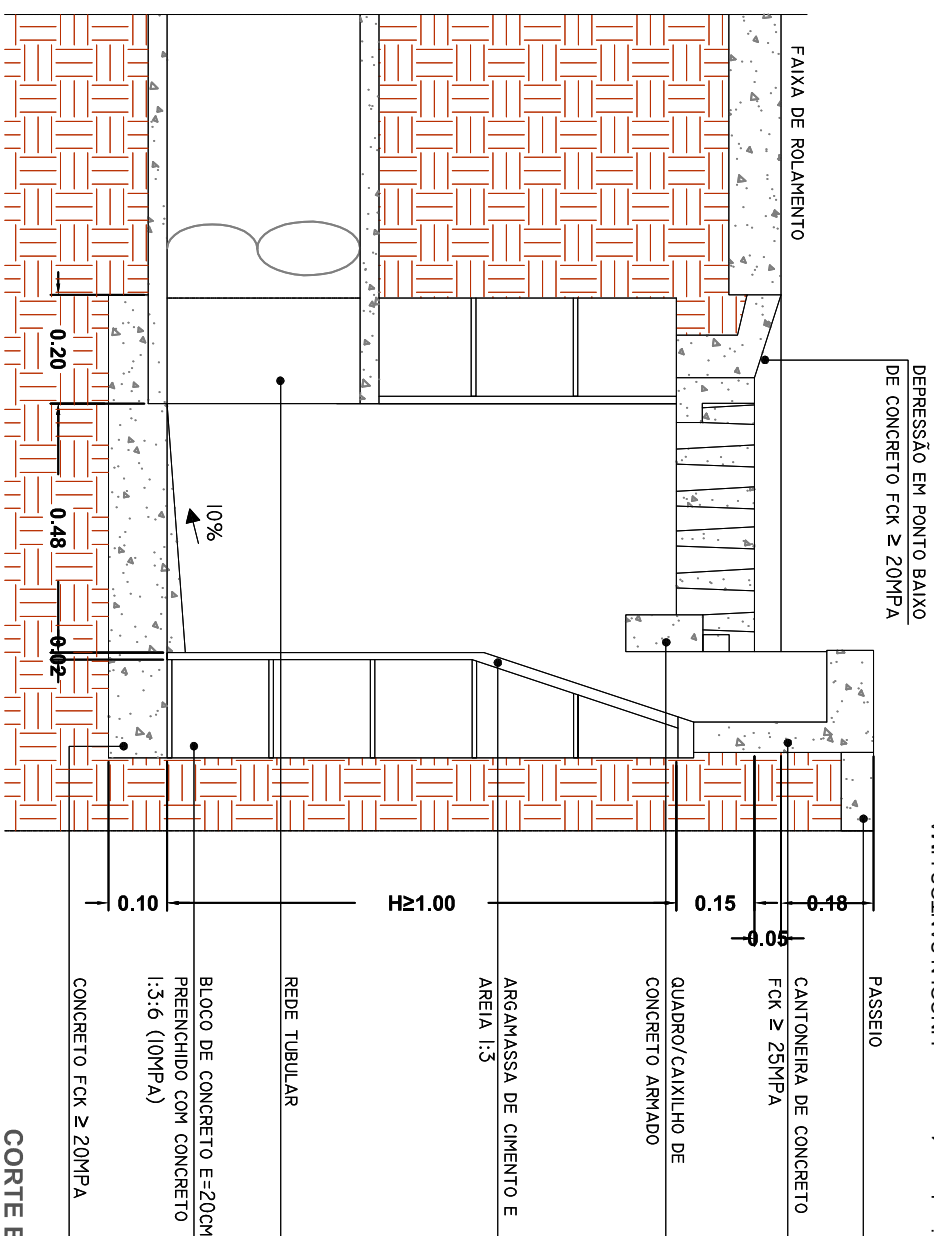 FAIXA DE ROLAMENTO
DEPRESSÃO EM PONTO BAIXO
DE CONCRETO FCK ≥ 20MPA
10%
0.20
0.48
0.02
0.10
H≥1.00
0.15
0.05
0.18
PASSEIO
CANTONEIRA DE CONCRETO
FCK ≥ 25MPA
QUADRO/CAIXILHO DE
CONCRETO ARMADO
ARGAMASSA DE CIMENTO E
AREIA 1:3
REDE TUBULAR
BLOCO DE CONCRETO E=20CM
PREENCHIDO COM CONCRETO
1:3:6 (10MPA)
CONCRETO FCK ≥ 20MPA
CORTE